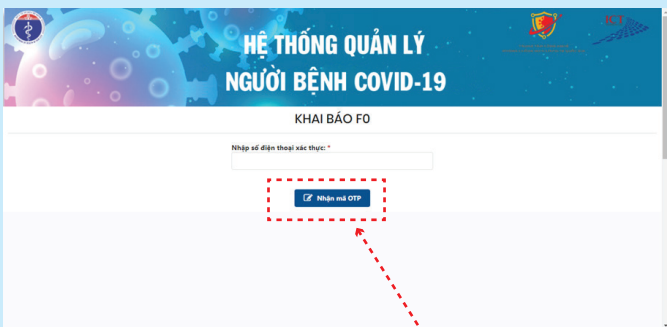 HỆ THỐNG QUẢN LÝ
ICT
NGƯỜI BỆNH COVID-19
KHAI BÁO F0
Nhập số điện thoại xác thực: *
Nhận mã OTP